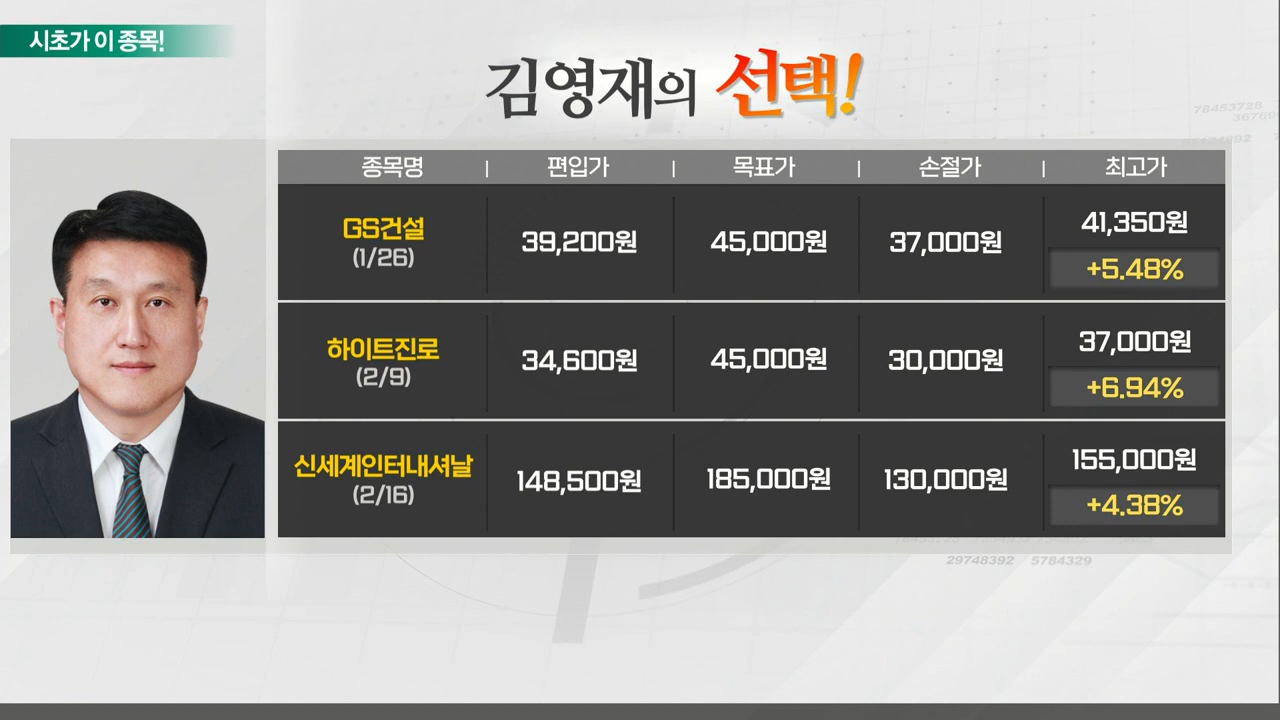 시초가 이 종목!
김영재의 선택!
종목명 | 편입가 | 목표가 | 손절가 | 최고가
GS건설 (1/26) 39,200원 45,000원 37,000원 41,350원 +5.48%
하이트진로 (2/9) 34,600원 45,000원 30,000원 37,000원 +6.94%
신세계인터내셔날 (2/16) 148,500원 185,000원 130,000원 155,000원 +4.38%
78453728
29748392 5784329